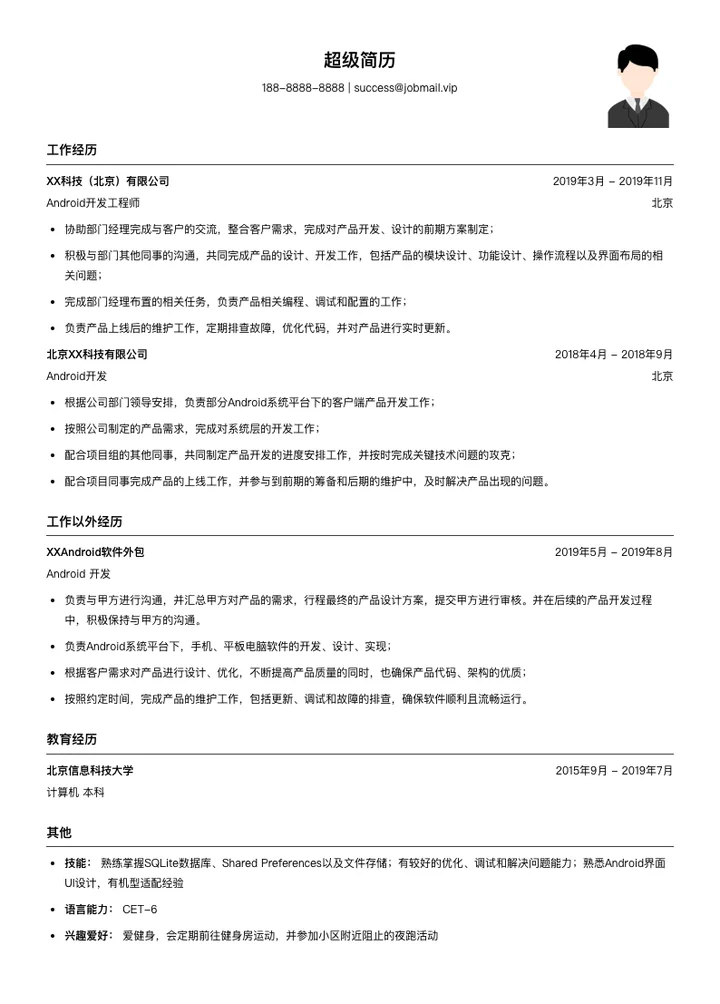 超级简历
188-8888-8888 | success@jobmail.vip
工作经历
XX科技（北京）有限公司 2019年3月 - 2019年11月
Android开发工程师 北京
• 协助部门经理完成与客户的交流，整合客户需求，完成对产品开发、设计的前期方案制定；
• 积极与部门其他同事的沟通，共同完成产品的设计、开发工作，包括产品的模块设计、功能设计、操作流程以及界面布局的相
关问题；
• 完成部门经理布置的相关任务，负责产品相关编程、调试和配置的工作；
• 负责产品上线后的维护工作，定期排查故障，优化代码，并对产品进行实时更新。
北京XX科技有限公司 2018年4月 - 2018年9月
Android开发 北京
• 根据公司部门领导安排，负责部分Android系统平台下的客户端产品开发工作；
• 按照公司制定的产品需求，完成对系统层的开发工作；
• 配合项目组的其他同事，共同制定产品开发的进度安排工作，并按时完成关键技术问题的攻克；
• 配合项目同事完成产品的上线工作，并参与到前期的筹备和后期的维护中，及时解决产品出现的问题。
工作以外经历
XXAndroid软件外包 2019年5月 - 2019年8月
Android 开发
• 负责与甲方进行沟通，并汇总甲方对产品的需求，行程最终的产品设计方案，提交甲方进行审核。并在后续的产品开发过程
中，积极保持与甲方的沟通。
• 负责Android系统平台下，手机、平板电脑软件的开发、设计、实现；
• 根据客户需求对产品进行设计、优化，不断提高产品质量的同时，也确保产品代码、架构的优质；
• 按照约定时间，完成产品的维护工作，包括更新、调试和故障的排查，确保软件顺利且流畅运行。
教育经历
北京信息科技大学 2015年9月 - 2019年7月
计算机 本科
其他
• 技能： 熟练掌握SQLite数据库、Shared Preferences以及文件存储；有较好的优化、调试和解决问题能力；熟悉Android界面
UI设计，有机型适配经验
• 语言能力： CET-6
• 兴趣爱好： 爱健身，会定期前往健身房运动，并参加小区附近阻止的夜跑活动